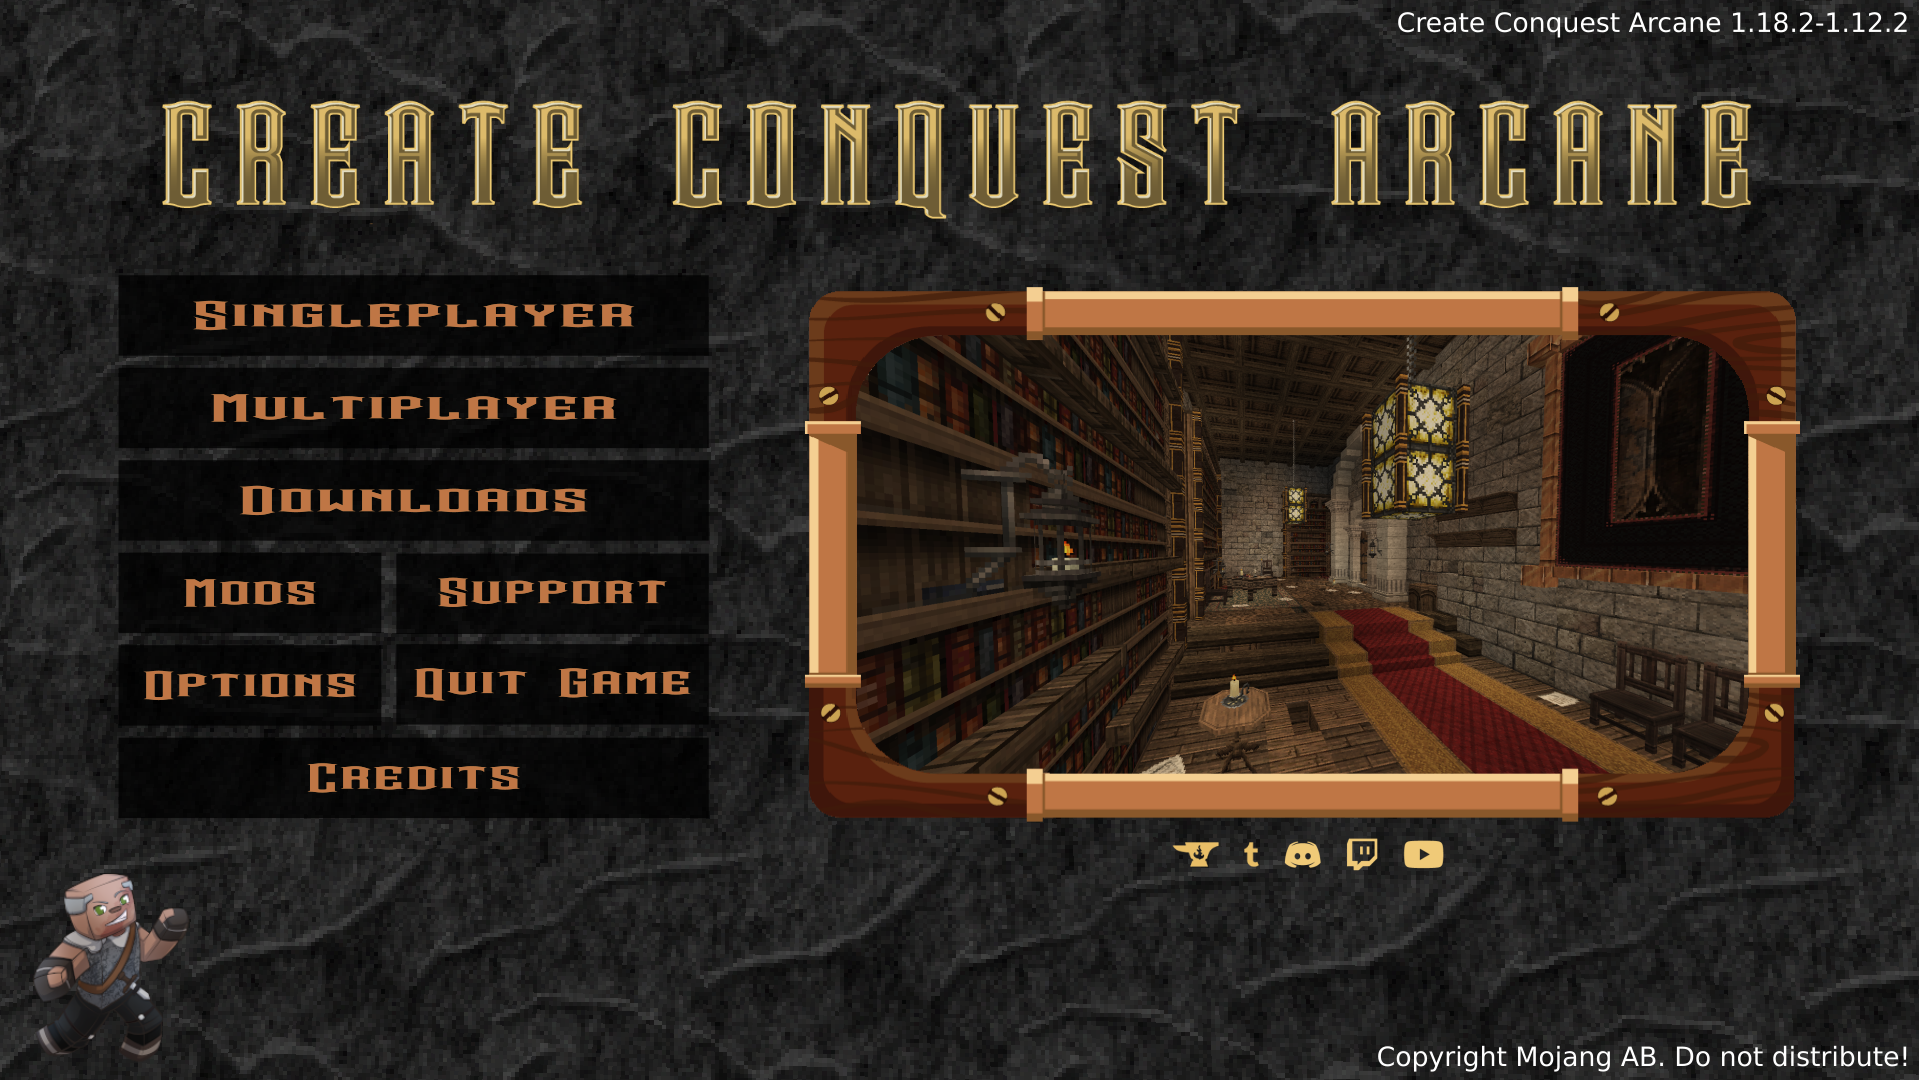 Create Conquest Arcane 1.18.2-1.12.2
CREATE CONQUEST ARCANE
SINGLEPLAYER
MULTIPLAYER
DOWNLOADS
MODS
SUPPORT
OPTIONS
QUIT GAME
CREDITS
t
Copyright Mojang AB. Do not distribute!